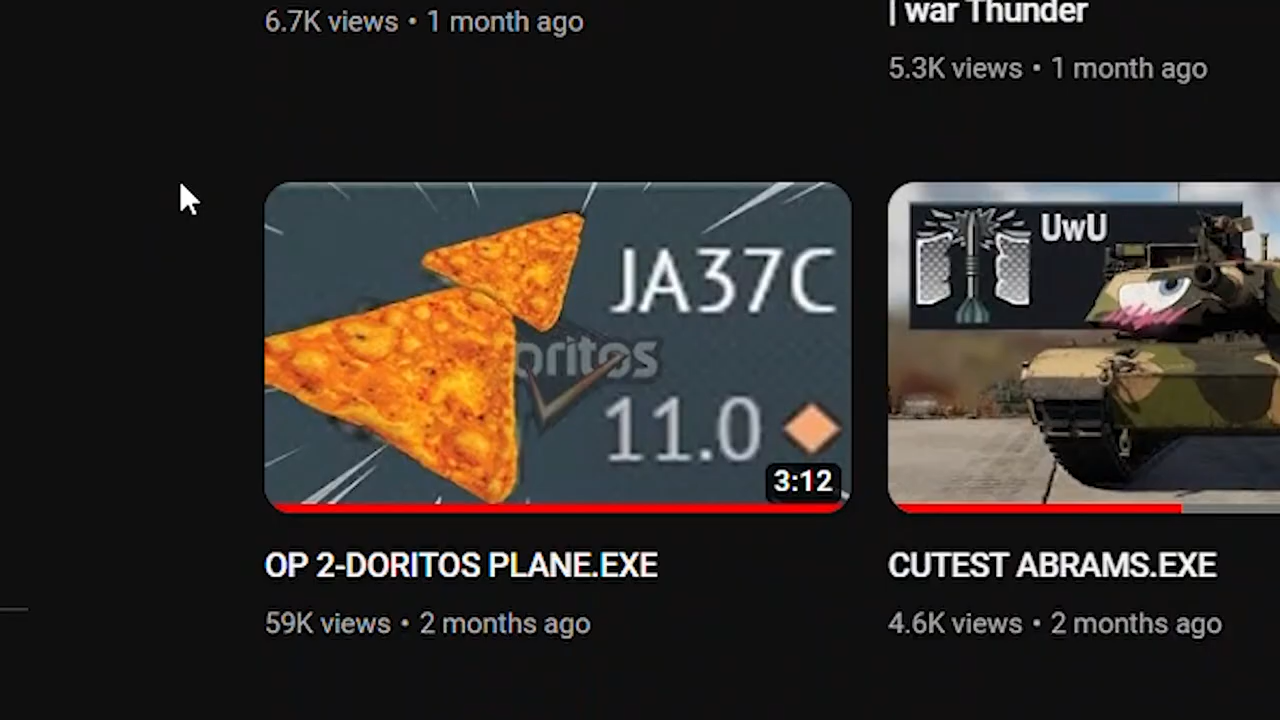 6.7K views • 1 month ago
| war Thunder
5.3K views • 1 month ago
JA37C
oritos
11.0
3:12
UwU
OP 2-DORITOS PLANE.EXE
59K views • 2 months ago
CUTEST ABRAMS.EXE
4.6K views • 2 months ago